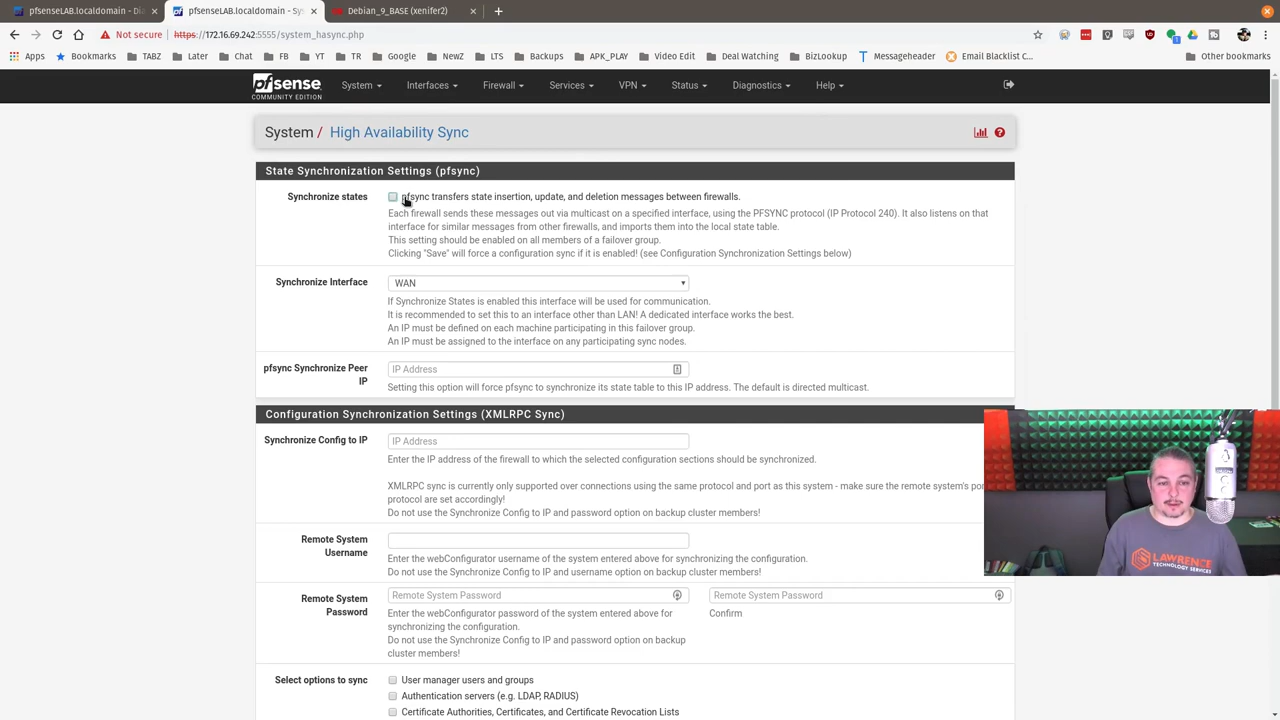 pfsenseLAB.localdomain - Di
pfsenseLAB.localdomain - Sys
Debian_9_BASE (xenifer2)
Not secure
https://172.16.69.242:5555/system_hasync.php
Apps
Bookmarks
TABZ
Later
Chat
FB
YT
TR
Google
NewZ
LTS
Backups
APK_PLAY
Video Edit
Deal Watching
BizLookup
Messageheader
Email Blacklist C...
Other bookmarks
pfsense
COMMUNITY EDITION
System
Interfaces
Firewall
Services
VPN
Status
Diagnostics
Help
System / High Availability Sync
State Synchronization Settings (pfsync)
Synchronize states
pfsync transfers state insertion, update, and deletion messages between firewalls.
Each firewall sends these messages out via multicast on a specified interface, using the PFSYNC protocol (IP Protocol 240). It also listens on that
interface for similar messages from other firewalls, and imports them into the local state table.
This setting should be enabled on all members of a failover group.
Clicking "Save" will force a configuration sync if it is enabled! (see Configuration Synchronization Settings below)
Synchronize Interface
WAN
If Synchronize States is enabled this interface will be used for communication.
It is recommended to set this to an interface other than LAN! A dedicated interface works the best.
An IP must be defined on each machine participating in this failover group.
An IP must be assigned to the interface on any participating sync nodes.
pfsync Synchronize Peer
IP
IP Address
Setting this option will force pfsync to synchronize its state table to this IP address. The default is directed multicast.
Configuration Synchronization Settings (XMLRPC Sync)
Synchronize Config to IP
IP Address
Enter the IP address of the firewall to which the selected configuration sections should be synchronized.
XMLRPC sync is currently only supported over connections using the same protocol and port as this system - make sure the remote system's por
protocol are set accordingly!
Do not use the Synchronize Config to IP and password option on backup cluster members!
Remote System
Username
Enter the webConfigurator username of the system entered above for synchronizing the configuration.
Do not use the Synchronize Config to IP and username option on backup cluster members!
Remote System
Password
Remote System Password
Remote System Password
Enter the webConfigurator password of the system entered above for
synchronizing the configuration.
Do not use the Synchronize Config to IP and password option on backup
cluster members!
Confirm
Select options to sync
User manager users and groups
Authentication servers (e.g. LDAP, RADIUS)
Certificate Authorities, Certificates, and Certificate Revocation Lists
LAWRENCE
TECHNOLOGY SERVICES